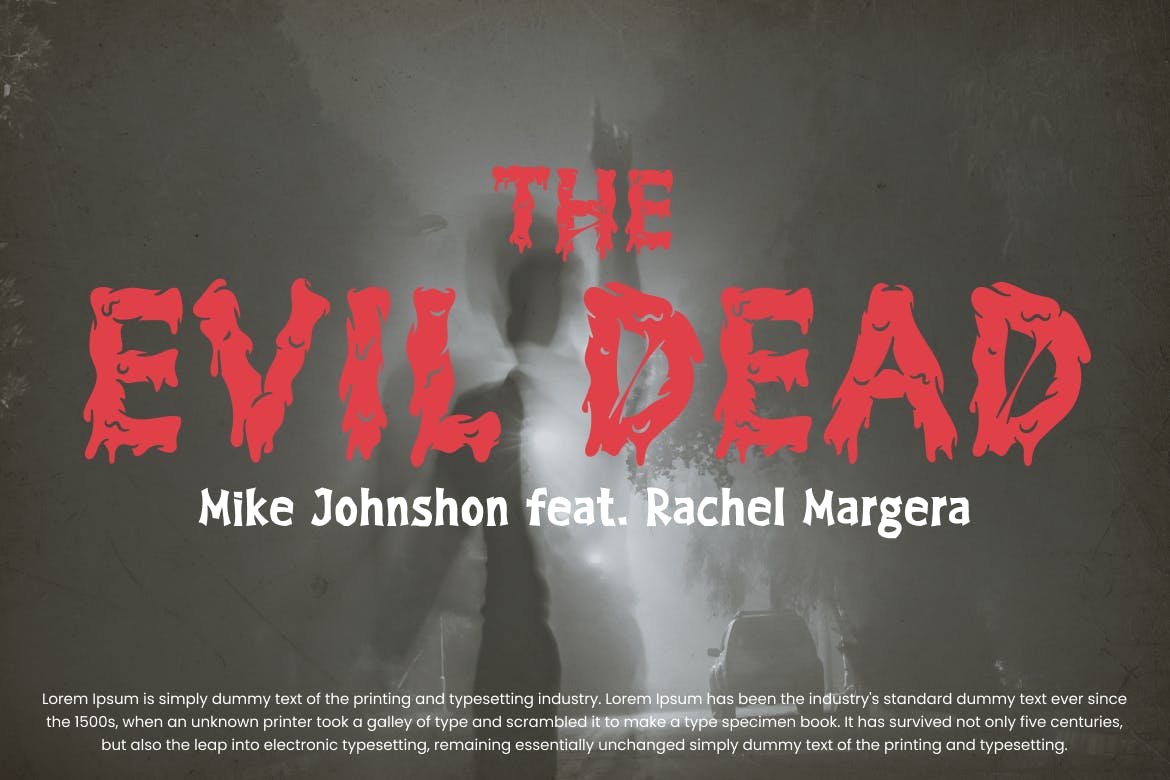 THE
EVIL DEAD
Mike Johnshon feat. Rachel Margera
Lorem Ipsum is simply dummy text of the printing and typesetting industry. Lorem Ipsum has been the industry's standard dummy text ever since
the 1500s, when an unknown printer took a galley of type and scrambled it to make a type specimen book. It has survived not only five centuries,
but also the leap into electronic typesetting, remaining essentially unchanged simply dummy text of the printing and typesetting.